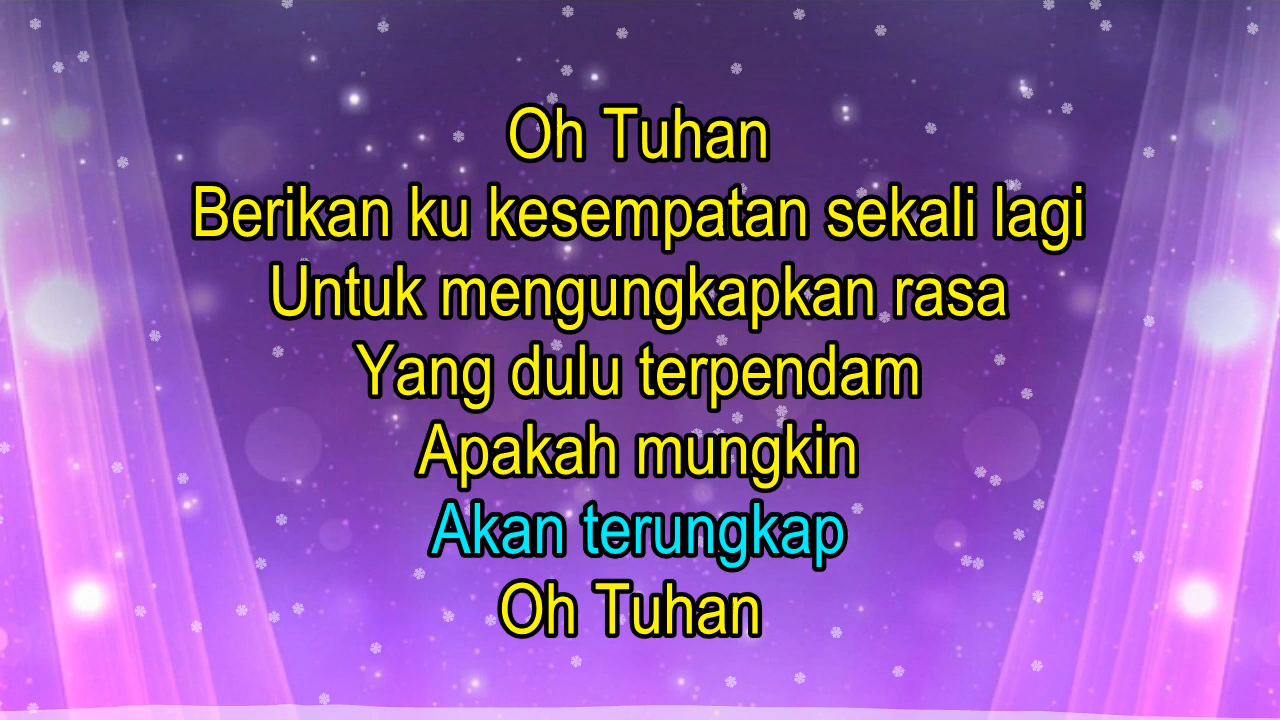 Oh Tuhan
Berikan ku kesempatan sekali lagi
Untuk mengungkapkan rasa
Yang dulu terpendam
Apakah mungkin
Akan terungkap
Oh Tuhan